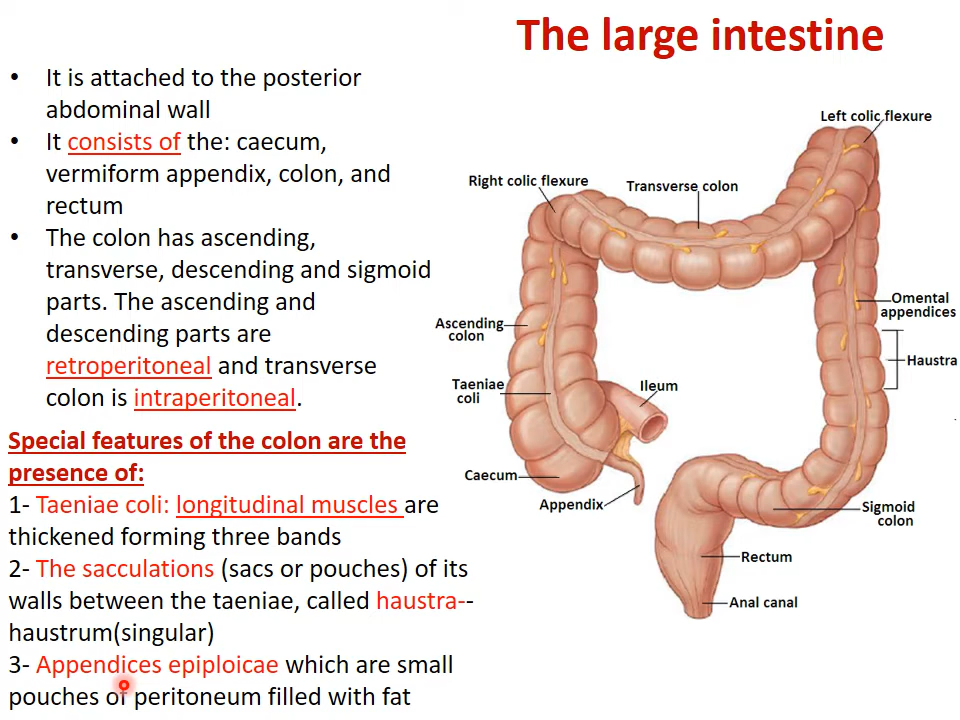 The large intestine
• It is attached to the posterior
abdominal wall
• It consists of the: caecum,
vermiform appendix, colon, and
rectum
• The colon has ascending,
transverse, descending and sigmoid
parts. The ascending and
descending parts are
retroperitoneal and transverse
colon is intraperitoneal.
Special features of the colon are the
presence of:
1- Taeniae coli: longitudinal muscles are
thickened forming three bands
2- The sacculations (sacs or pouches) of its
walls between the taeniae, called haustra--
haustrum(singular)
3- Appendices epiploicae which are small
pouches of peritoneum filled with fat
Left colic flexure
Right colic flexure
Transverse colon
Omental
appendices
Ascending
colon
Haustra
Taeniae
coli
Ileum
Caecum
Appendix
Sigmoid
colon
Rectum
Anal canal